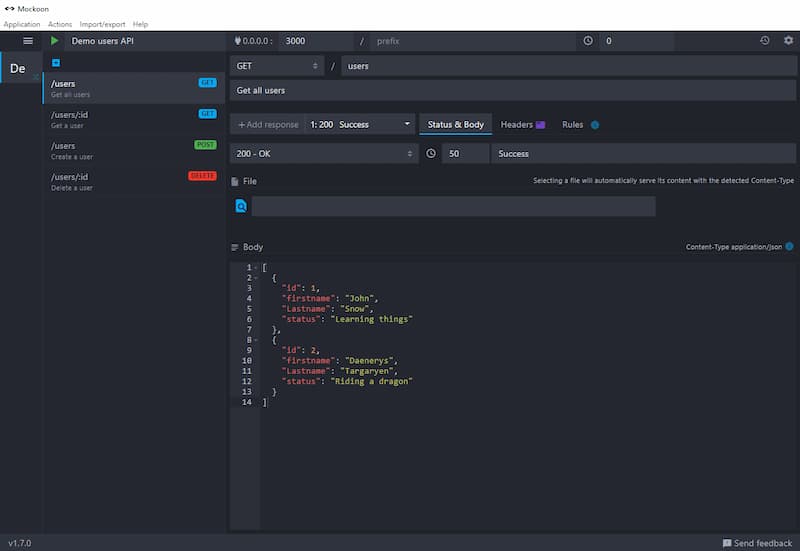 Mockoon
Application Actions Import/export Help
Demo users API 0.0.0.0 : 3000 / prefix 0
De
/users GET
Get all users
/users/:id GET
Get a user
/users POST
Create a user
/users/:id DELETE
Delete a user
GET / users
Get all users
+ Add response 1: 200 Success Status & Body Headers Rules
200 - OK 50 Success
File Selecting a file will automatically serve its content with the detected Content-Type
Body Content-Type application/json
1 [
2 {
3 "id": 1,
4 "firstname": "John",
5 "Lastname": "Snow",
6 "status": "Learning things"
7 },
8 {
9 "id": 2,
10 "firstname": "Daenerys",
11 "Lastname": "Targaryen",
12 "status": "Riding a dragon"
13 }
14 ]
v1.7.0 Send feedback